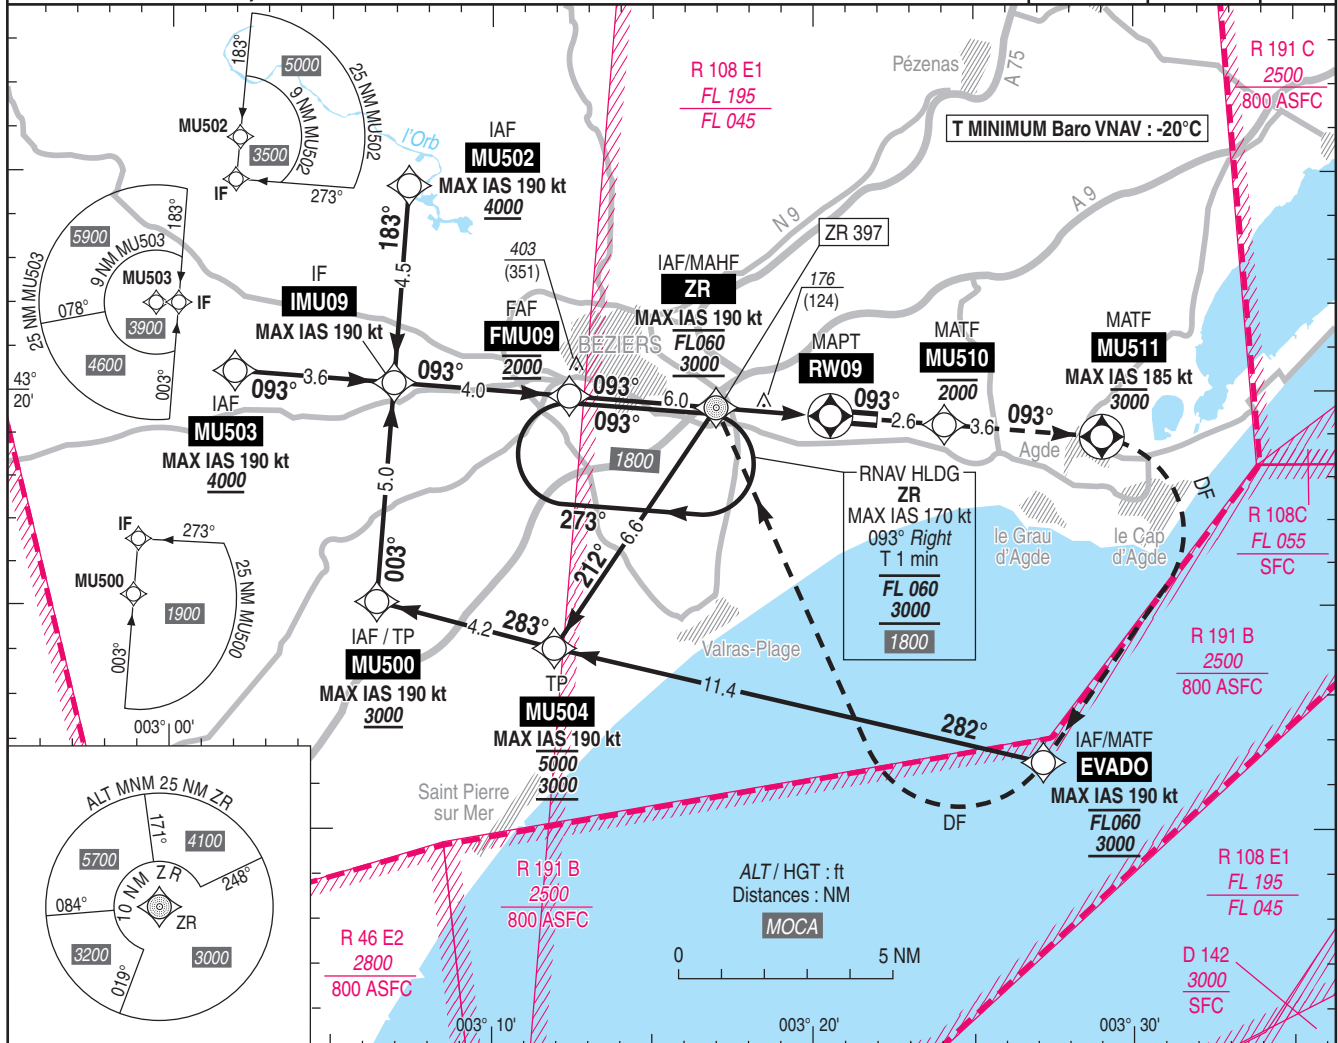 183°
5000
25 NM MU502
9 NM MU502
MU502
3500
IF
273°
IAF
MU502
MAX IAS 190 kt
4000
l'Orb
R 108 E1
FL 195
FL 045
Pézenas
A 75
R 191 C
2500
800 ASFC
T MINIMUM Baro VNAV : -20°C
N 9
A 9
5900
9 NM MU503
25 NM MU503
183°
MU503
IF
078°
3900
4600
003°
43°
20'
183°
4.5
IF
IMU09
MAX IAS 190 kt
403
(351)
FAF
FMU09
2000
BEZIERS
IAF/MAHF
ZR
MAX IAS 190 kt
FL060
3000
ZR 397
176
(124)
MAPT
RW09
MATF
MU510
2000
MATF
MU511
MAX IAS 185 kt
3000
093°
3.6
093°
4.0
093°
6.0
093°
093°
2.6
3.6
093°
Agde
IAF
MU503
MAX IAS 190 kt
4000
1800
273°
6.6
212°
RNAV HLDG
ZR
MAX IAS 170 kt
093° Right
T 1 min
FL 060
3000
1800
le Grau
d'Agde
le Cap
d'Agde
DF
R 108C
FL 055
SFC
IF
273°
MU500
1900
25 NM MU500
003°
5.0
003°
IAF / TP
MU500
MAX IAS 190 kt
3000
4.2
283°
TP
MU504
MAX IAS 190 kt
5000
3000
Valras-Plage
11.4
282°
IAF/MATF
EVADO
MAX IAS 190 kt
FL060
3000
DF
R 191 B
2500
800 ASFC
003° 00'
ALT MNM 25 NM ZR
171°
4100
5700
248°
10 NM ZR
084°
ZR
3200
3000
019°
Saint Pierre
sur Mer
R 191 B
2500
800 ASFC
R 46 E2
2800
800 ASFC
ALT / HGT : ft
Distances : NM
MOCA
0
5 NM
R 108 E1
FL 195
FL 045
D 142
3000
SFC
003° 10'
003° 20'
003° 30'